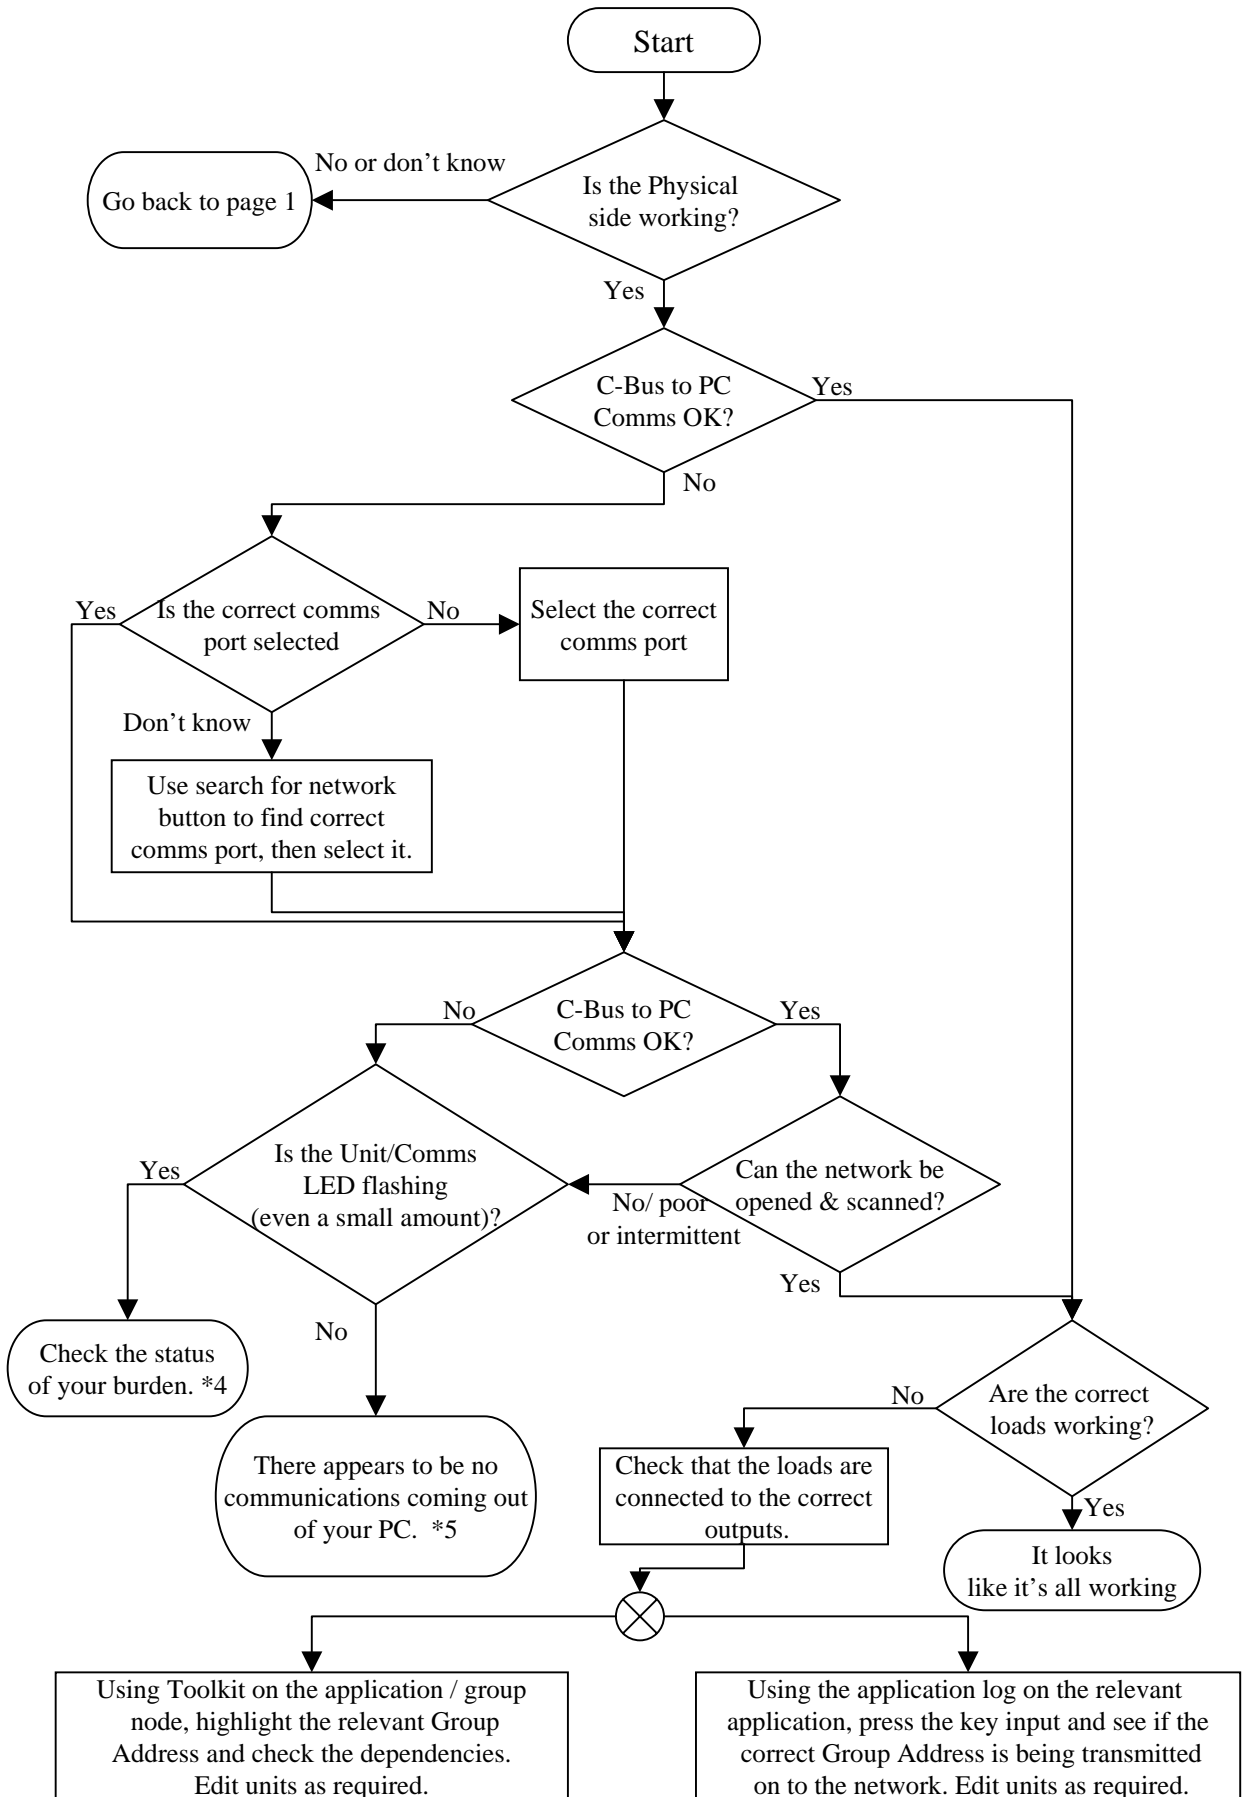 Start
No or don’t know
Go back to page 1
Is the Physical
side working?
Yes
C-Bus to PC
Comms OK?
Yes
No
Is the correct comms
port selected
Yes
No
Select the correct
comms port
Don’t know
Use search for network
button to find correct
comms port, then select it.
C-Bus to PC
Comms OK?
No
Yes
Is the Unit/Comms
LED flashing
(even a small amount)?
Yes
Can the network be
opened & scanned?
No/ poor
or intermittent
Yes
No
Check the status
of your burden. *4
Are the correct
loads working?
No
There appears to be no
communications coming out
of your PC.  *5
Check that the loads are
connected to the correct
outputs.
Yes
It looks
like it’s all working
Using Toolkit on the application / group
node, highlight the relevant Group
Address and check the dependencies.
Edit units as required.
Using the application log on the relevant
application, press the key input and see if the
correct Group Address is being transmitted
on to the network. Edit units as required.